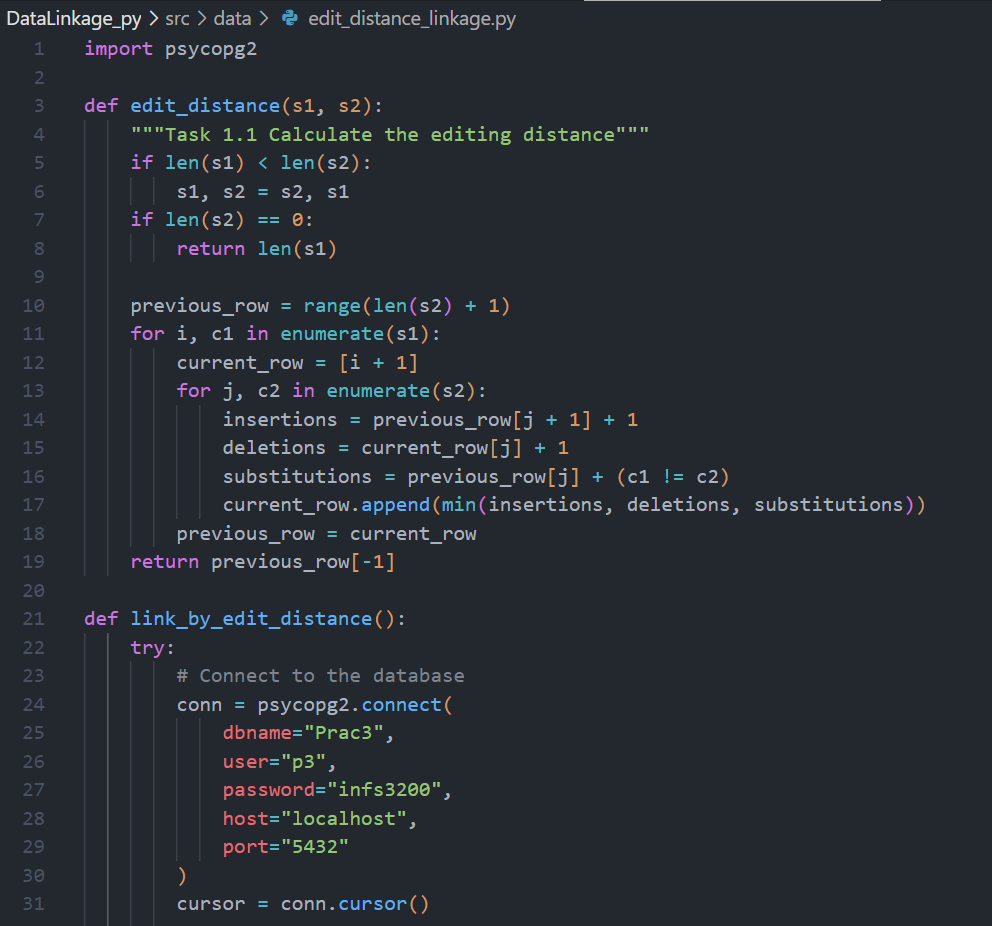 DataLinkage_py > src > data > edit_distance_linkage.py
1 import psycopg2
2
3 def edit_distance(s1, s2):
4     """Task 1.1 Calculate the editing distance"""
5     if len(s1) < len(s2):
6         s1, s2 = s2, s1
7     if len(s2) == 0:
8         return len(s1)
9
10     previous_row = range(len(s2) + 1)
11     for i, c1 in enumerate(s1):
12         current_row = [i + 1]
13         for j, c2 in enumerate(s2):
14             insertions = previous_row[j + 1] + 1
15             deletions = current_row[j] + 1
16             substitutions = previous_row[j] + (c1 != c2)
17             current_row.append(min(insertions, deletions, substitutions))
18         previous_row = current_row
19     return previous_row[-1]
20
21 def link_by_edit_distance():
22     try:
23         # Connect to the database
24         conn = psycopg2.connect(
25             dbname="Prac3",
26             user="p3",
27             password="infs3200",
28             host="localhost",
29             port="5432"
30         )
31         cursor = conn.cursor()